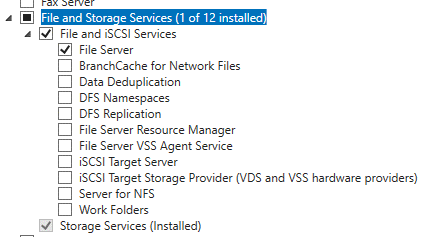 Fax Server
File and Storage Services (1 of 12 installed)
File and iSCSI Services
File Server
BranchCache for Network Files
Data Deduplication
DFS Namespaces
DFS Replication
File Server Resource Manager
File Server VSS Agent Service
iSCSI Target Server
iSCSI Target Storage Provider (VDS and VSS hardware providers)
Server for NFS
Work Folders
Storage Services (Installed)